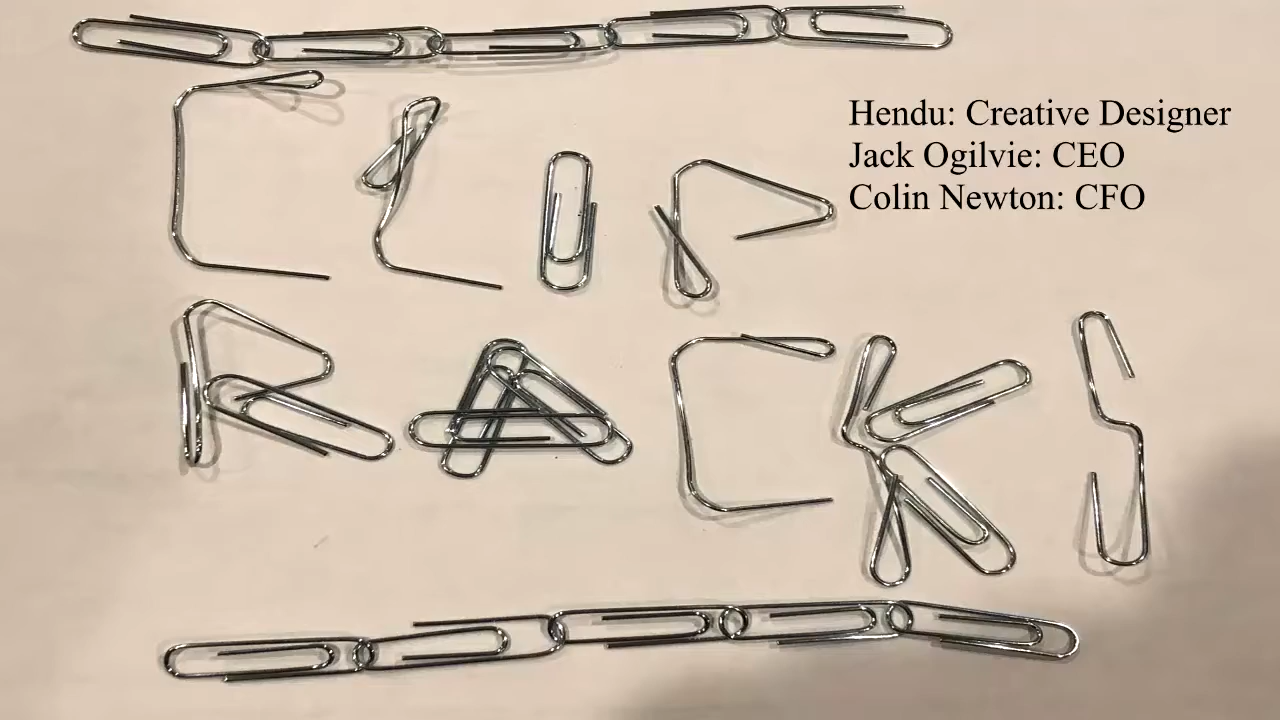 CLIP
RACKS
Hendu: Creative Designer
Jack Ogilvie: CEO
Colin Newton: CFO